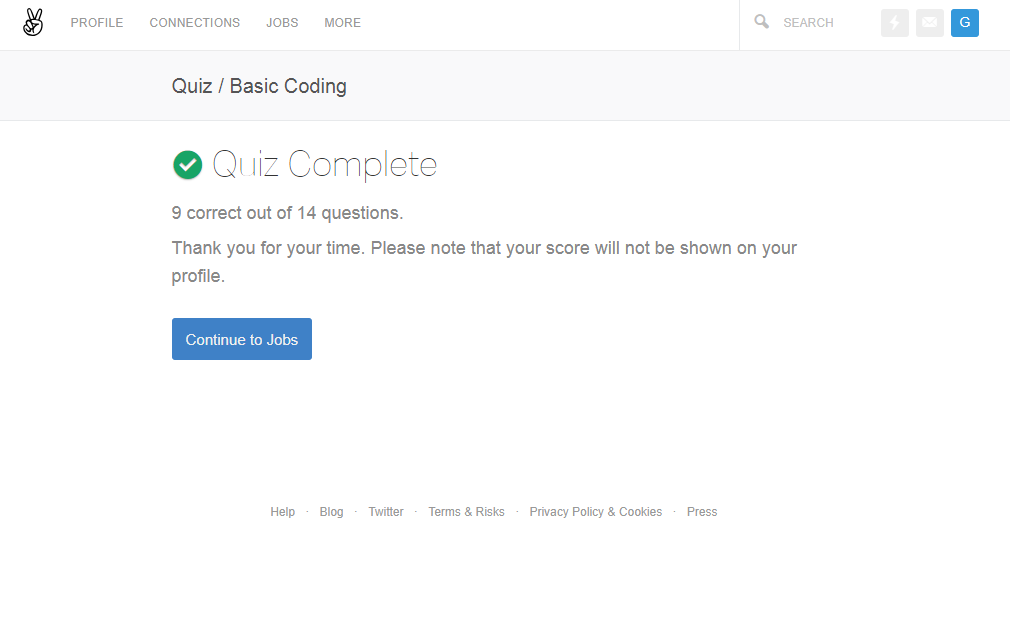 PROFILE CONNECTIONS JOBS MORE SEARCH G
Quiz / Basic Coding
Quiz Complete
9 correct out of 14 questions.
Thank you for your time. Please note that your score will not be shown on your
profile.
Continue to Jobs
Help · Blog · Twitter · Terms & Risks · Privacy Policy & Cookies · Press